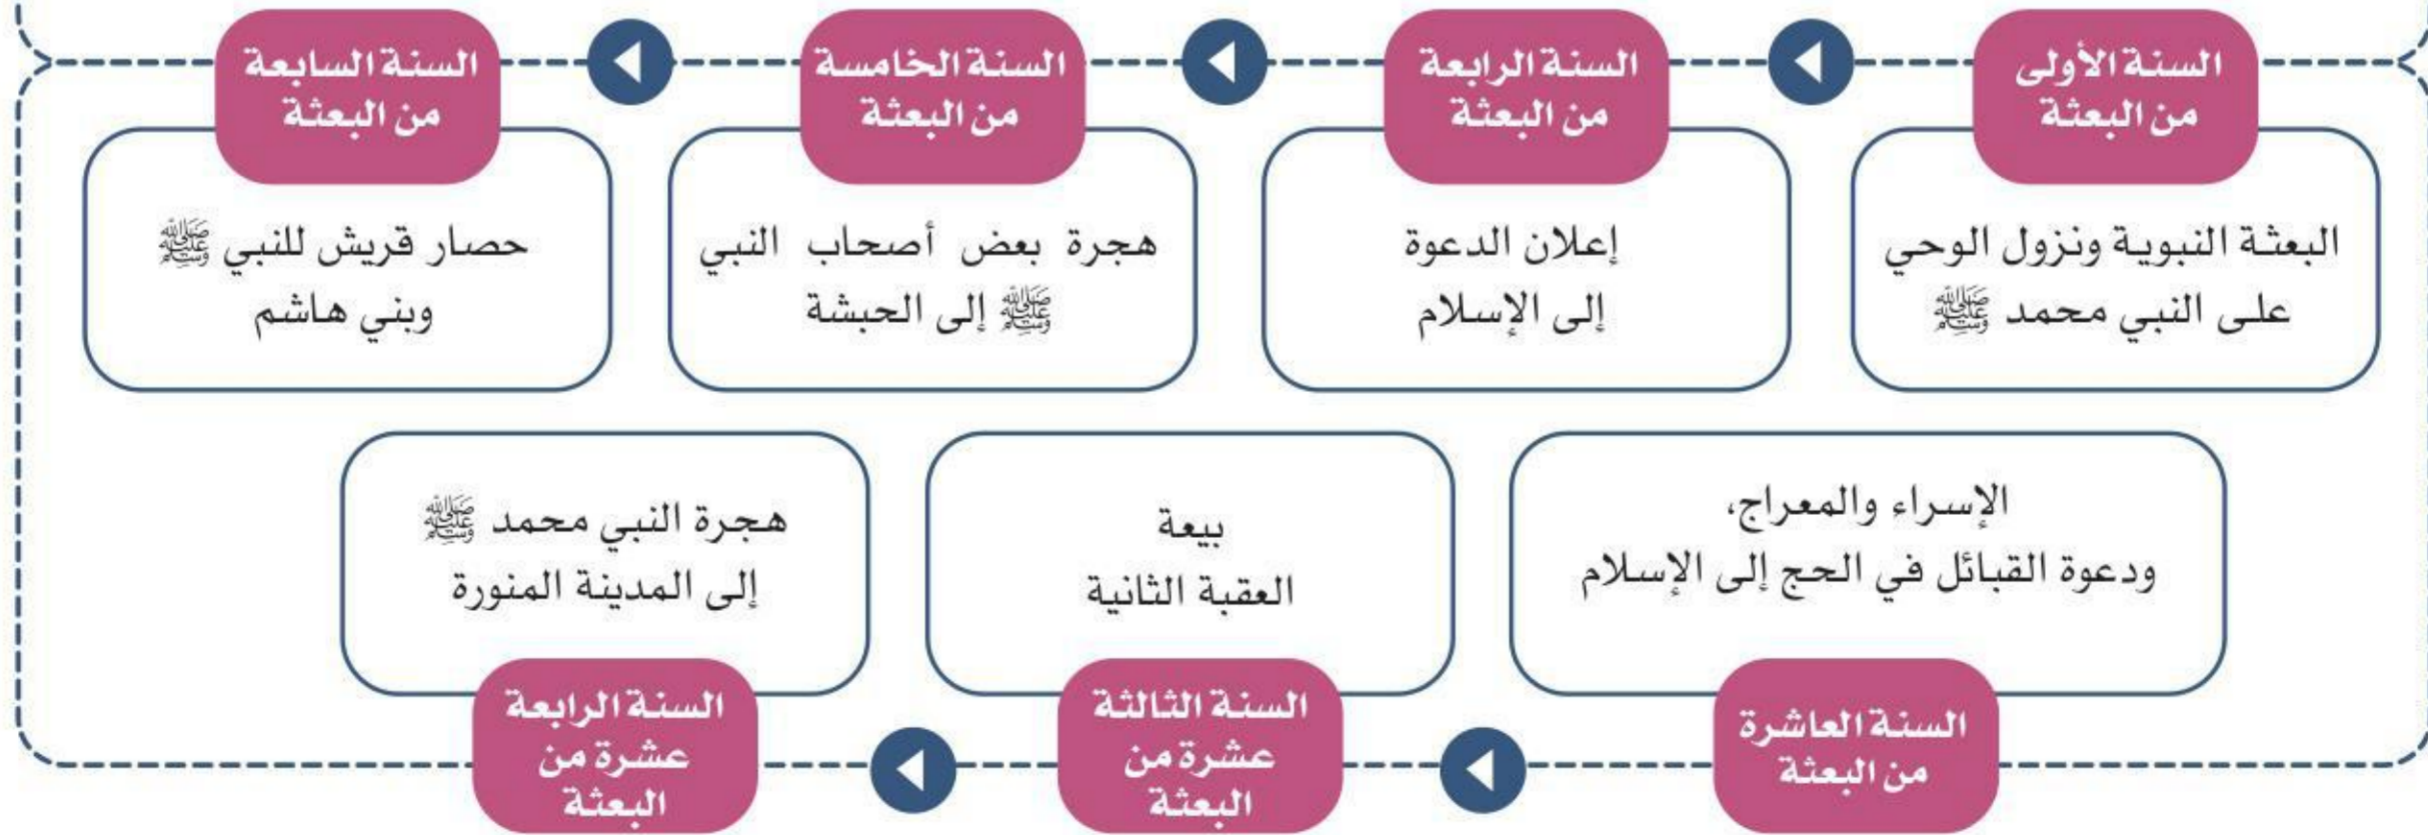 السنة الأولى
من البعثة
البعثة النبوية ونزول الوحي
على النبي محمد ﷺ
السنة الرابعة
من البعثة
إعلان الدعوة
إلى الإسلام
السنة الخامسة
من البعثة
هجرة بعض أصحاب النبي
ﷺ إلى الحبشة
السنة السابعة
من البعثة
حصار قريش للنبي ﷺ
وبني هاشم
الإسراء والمعراج،
ودعوة القبائل في الحج إلى الإسلام
السنة العاشرة
من البعثة
بيعة
العقبة الثانية
السنة الثالثة
عشرة من
البعثة
هجرة النبي محمد ﷺ
إلى المدينة المنورة
السنة الرابعة
عشرة من
البعثة